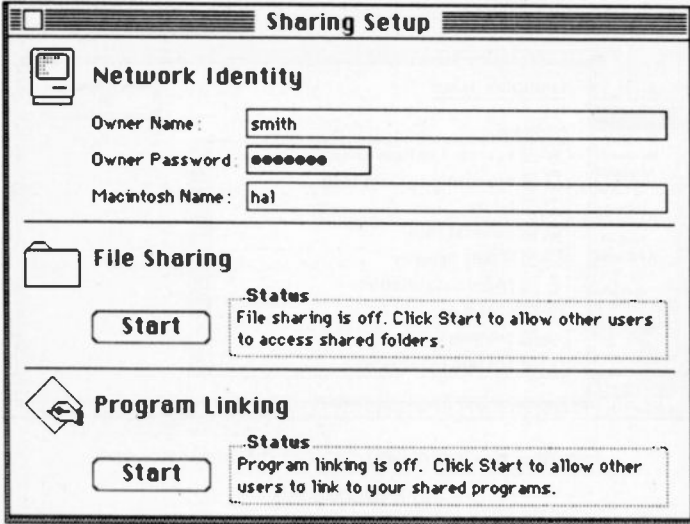 Sharing Setup
Network Identity
Owner Name: smith
Owner Password: ●●●●●●●
Macintosh Name: hal
File Sharing
Start
Status
File sharing is off. Click Start to allow other users
to access shared folders.
Program Linking
Start
Status
Program linking is off. Click Start to allow other
users to link to your shared programs.